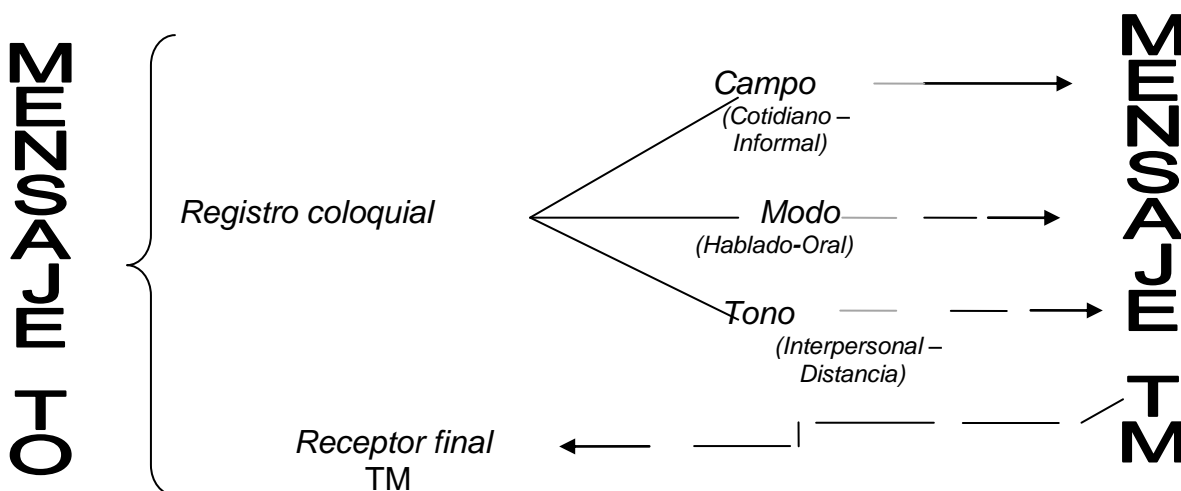 MENSAJE TO
Campo
(Cotidiano –
Informal)
Registro coloquial
Modo
(Hablado-Oral)
Tono
(Interpersonal –
Distancia)
Receptor final
TM
MENSAJE TM